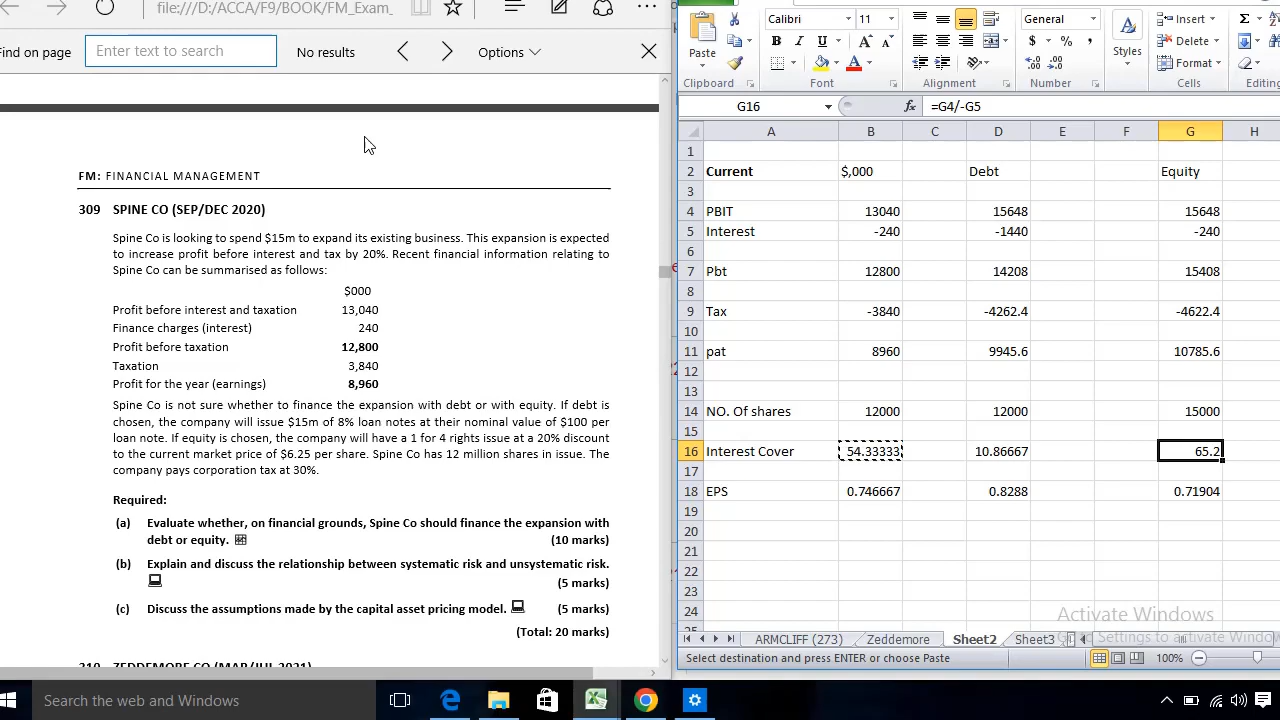 file:///D:/ACCA/F9/BOOK/FM_Exam_
Find on page
Enter text to search
No results
Options
FM: FINANCIAL MANAGEMENT
309 SPINE CO (SEP/DEC 2020)
Spine Co is looking to spend $15m to expand its existing business. This expansion is expected
to increase profit before interest and tax by 20%. Recent financial information relating to
Spine Co can be summarised as follows:
$000
Profit before interest and taxation 13,040
Finance charges (interest) 240
Profit before taxation 12,800
Taxation 3,840
Profit for the year (earnings) 8,960
Spine Co is not sure whether to finance the expansion with debt or with equity. If debt is
chosen, the company will issue $15m of 8% loan notes at their nominal value of $100 per
loan note. If equity is chosen, the company will have a 1 for 4 rights issue at a 20% discount
to the current market price of $6.25 per share. Spine Co has 12 million shares in issue. The
company pays corporation tax at 30%.
Required:
(a) Evaluate whether, on financial grounds, Spine Co should finance the expansion with
debt or equity. (10 marks)
(b) Explain and discuss the relationship between systematic risk and unsystematic risk.
(5 marks)
(c) Discuss the assumptions made by the capital asset pricing model. (5 marks)
(Total: 20 marks)
310 ZEDDEMORE CO (MAR/JUL 2021)
Search the web and Windows
Paste
Clipboard
Calibri 11
B I U
Font
Alignment
General
$ % ,
Number
Styles
Insert
Delete
Format
Cells
Editin
G16 fx =G4/-G5
A B C D E F G H
1
2 Current $,000 Debt Equity
3
4 PBIT 13040 15648 15648
5 Interest -240 -1440 -240
6
7 Pbt 12800 14208 15408
8
9 Tax -3840 -4262.4 -4622.4
10
11 pat 8960 9945.6 10785.6
12
13
14 NO. Of shares 12000 12000 15000
15
16 Interest Cover 54.33333 10.86667 65.2
17
18 EPS 0.746667 0.8288 0.71904
19
20
21
22
23
24
25
Activate Windows
Go to Settings to activate Window
ARMCLIFF (273) Zeddemore Sheet2 Sheet3
Select destination and press ENTER or choose Paste
100%